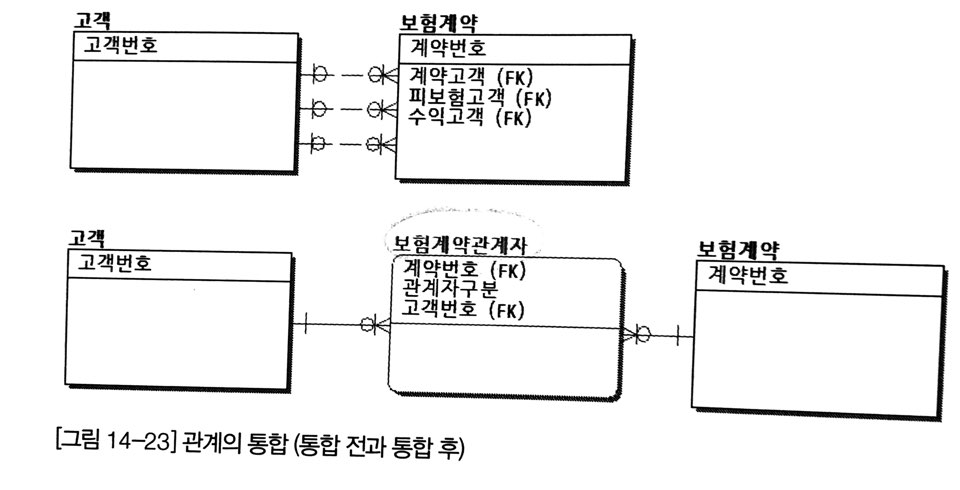 고객
고객번호
보험계약
계약번호
계약고객 (FK)
피보험고객 (FK)
수익고객 (FK)
고객
고객번호
보험계약관계자
계약번호 (FK)
관계자구분
고객번호 (FK)
보험계약
계약번호
[그림 14-23] 관계의 통합 (통합 전과 통합 후)